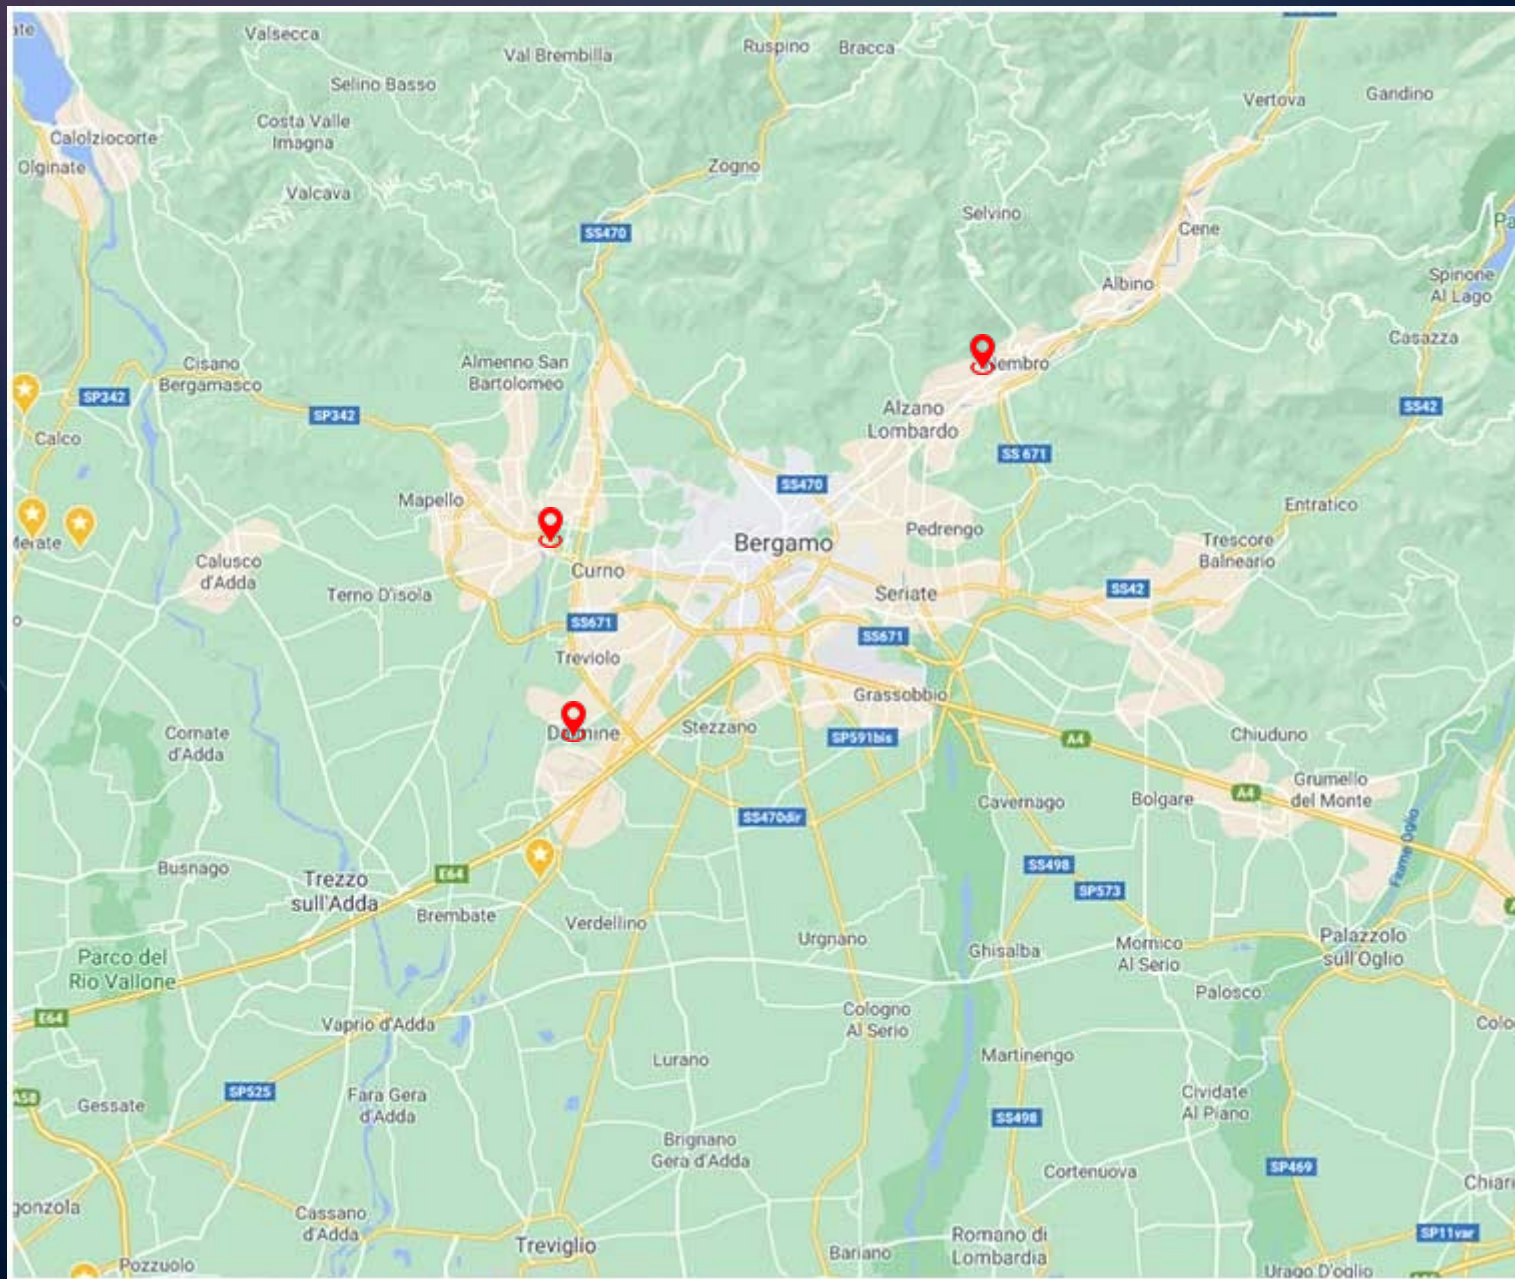 Valsecca
Val Brembilla
Ruspino
Bracca
Selino Basso
Vertova
Gandino
Costa Valle
Imagna
Calolziocorte
Olginate
Zogno
Valcava
Selvino
SS470
Cene
Albino
Spinone
Al Lago
Casazza
Cisano
Bergamasco
Almenno San
Bartolomeo
SP342
SP342
Alzano
Lombardo
SS42
Calco
SS 671
SS470
Mapello
Entratico
Pedrengo
Bergamo
Trescore
Balneario
Calusco
d'Adda
Curno
Terno D'isola
Seriate
SS42
SS671
SS671
Treviolo
Grassobbio
Cornate
d'Adda
Stezzano
SP591bis
A4
Chiuduno
Grumello
del Monte
A4
Cavernago
Bolgare
SS470dir
Fiume Oglio
Busnago
E64
SS498
SP573
Trezzo
sull'Adda
Brembate
Verdellino
Urgnano
Ghisalba
Mornico
Al Serio
Palazzolo
sull'Oglio
Parco del
Rio Vallone
Palosco
E64
Vaprio d'Adda
Cologno
Al Serio
Lurano
Martinengo
SP525
Gessate
Fara Gera
d'Adda
Cividate
Al Piano
SS498
Brignano
Gera d'Adda
Cortenuova
SP469
Cassano
d'Adda
Treviglio
Bariano
Romano di
Lombardia
SP11var
Pozzuolo
Urago D'oglio